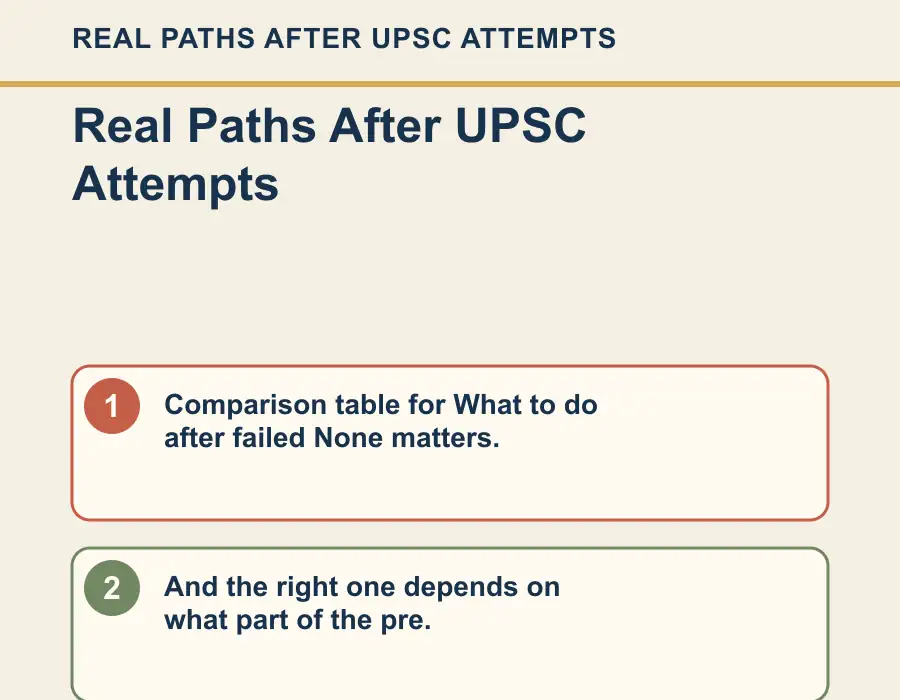 REAL PATHS AFTER UPSC ATTEMPTS
Real Paths After UPSC
Attempts
1
Comparison table for What to do
after failed None matters.
2
And the right one depends on
what part of the pre.